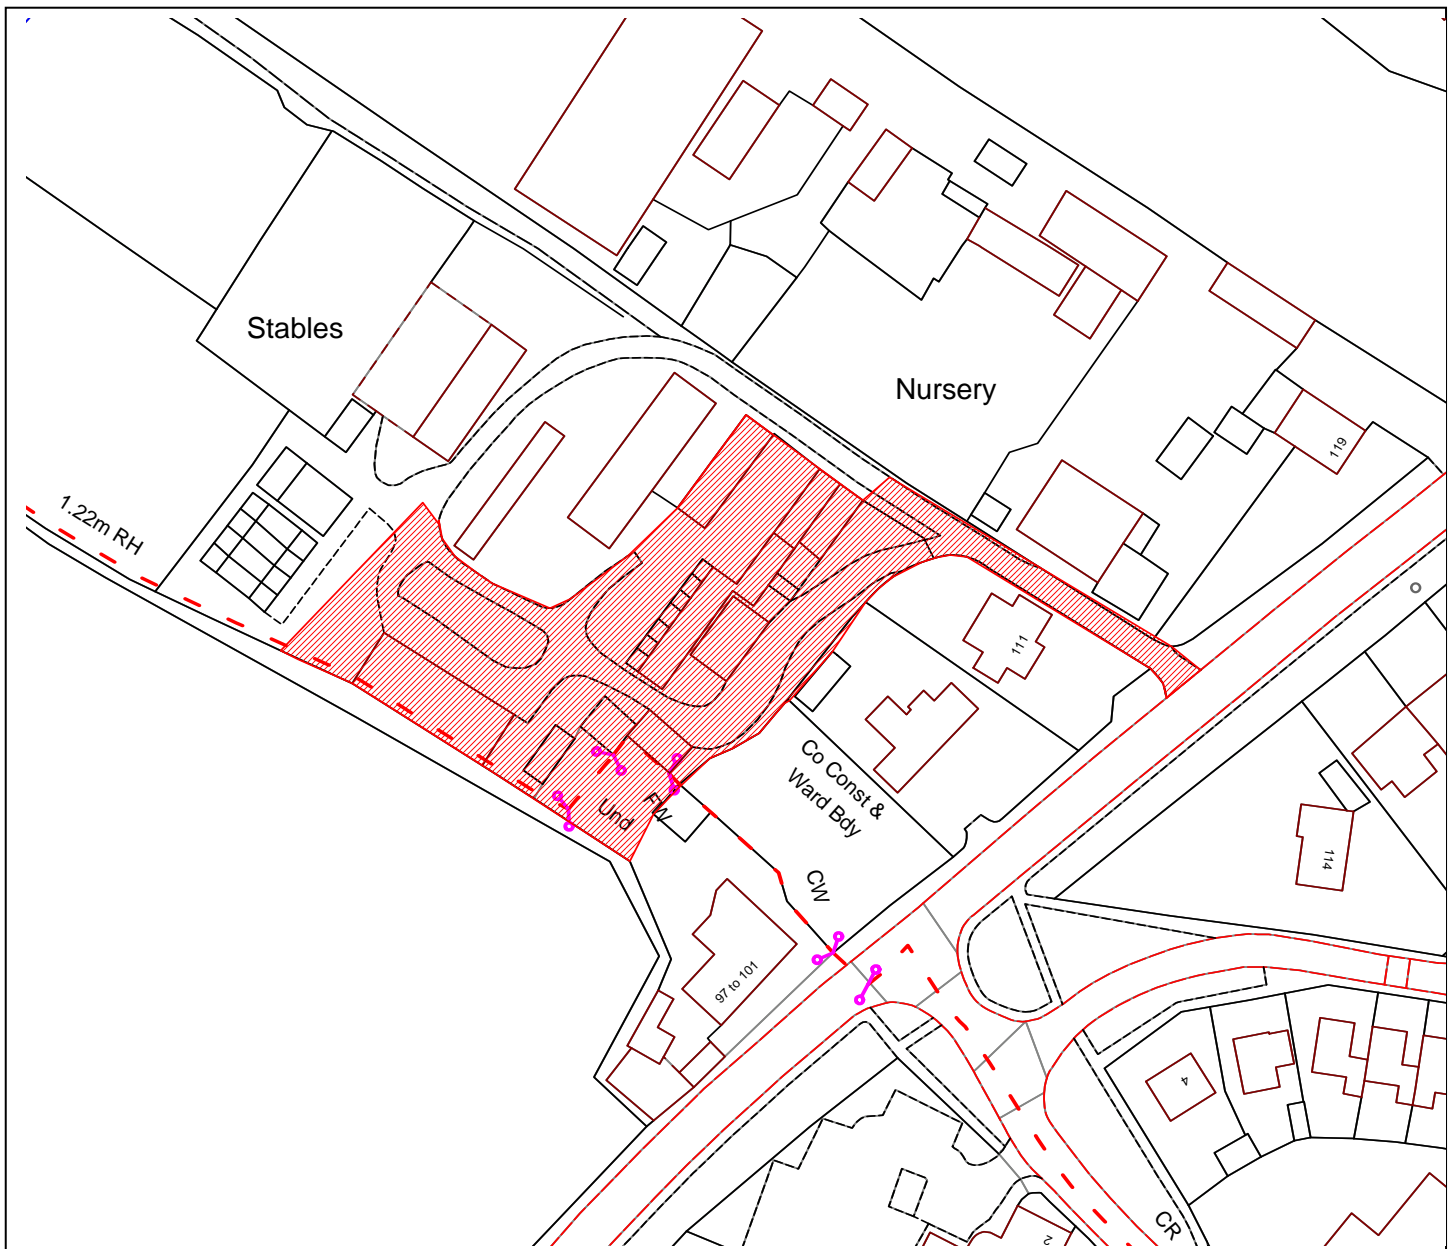 Stables
Nursery
119
1.22m RH
111
Co Const &
Ward Bdy
Und
FW
CW
114
97 to 101
4
CR
2